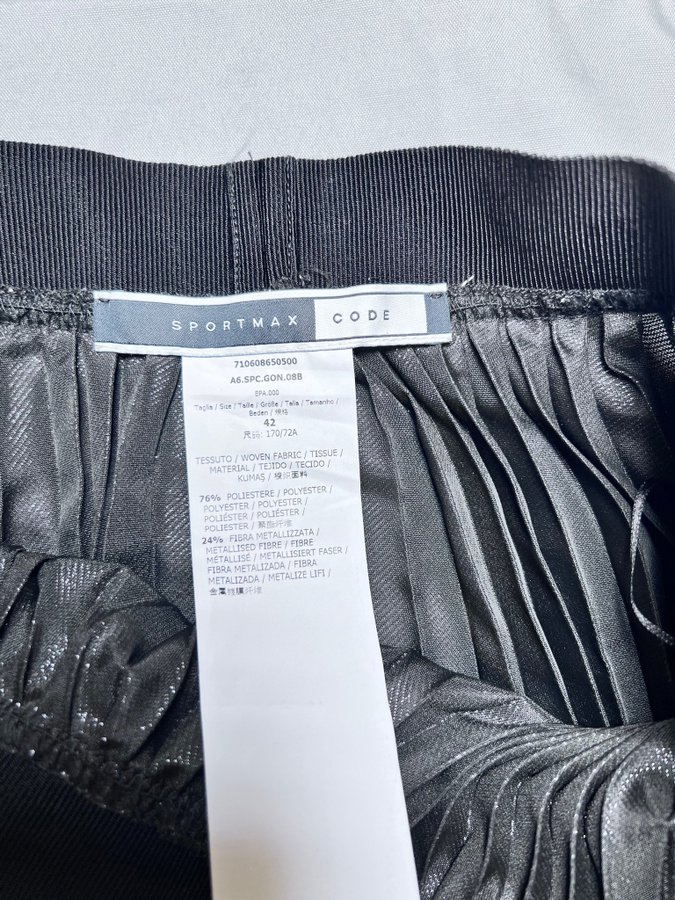 SPORTMAX CODE
710608650500
A6.SPC.GON.08B
EPA.000
Taglia / Size / Taille / Größe / Talla / Tamanho /
Beden / 规格
42
尺码: 170/72A
TESSUTO / WOVEN FABRIC / TISSUE /
MATERIAL / TEJIDO / TECIDO /
KUMAŞ / 梭织面料
76% POLIESTERE / POLYESTER /
POLYESTER / POLYESTER /
POLIÉSTER / POLIÉSTER /
POLIESTER / 聚酯纤维
24% FIBRA METALLIZZATA /
METALLISED FIBRE / FIBRE
MÉTALLISÉ / METALLISIERT FASER /
FIBRA METALIZADA / FIBRA
METALIZADA / METALIZE LIFI /
金属镀膜纤维